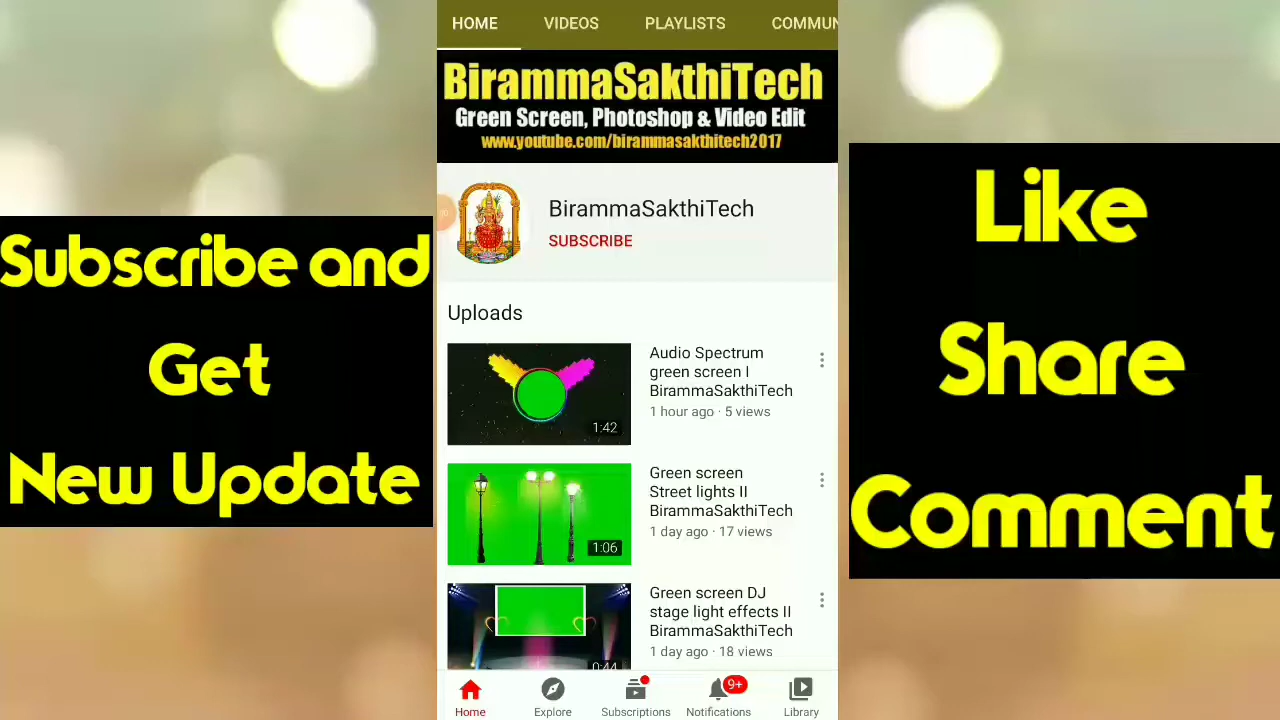 HOME VIDEOS PLAYLISTS COMMUN
BirammaSakthiTech
Green Screen, Photoshop & Video Edit
www.youtube.com/birammasakthitech2017
BirammaSakthiTech
SUBSCRIBE
Uploads
Audio Spectrum
green screen I
BirammaSakthiTech
1 hour ago · 5 views
1:42
Green screen
Street lights II
BirammaSakthiTech
1 day ago · 17 views
1:06
Green screen DJ
stage light effects II
BirammaSakthiTech
1 day ago · 18 views
0:44
9+
Home Explore Subscriptions Notifications Library
Subscribe and
Get
New Update
Like
Share
Comment